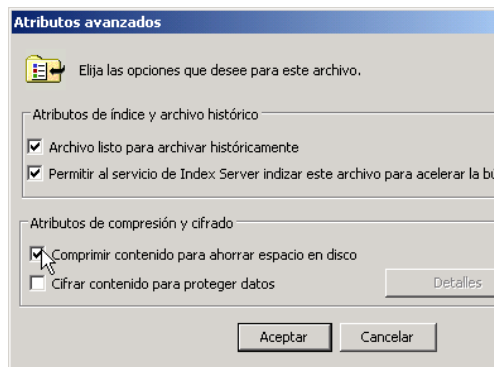 Atributos avanzados
Elija las opciones que desee para este archivo.
Atributos de índice y archivo histórico
Archivo listo para archivar históricamente
Permitir al servicio de Index Server indizar este archivo para acelerar la
Atributos de compresión y cifrado
Comprimir contenido para ahorrar espacio en disco
Cifrar contenido para proteger datos
Detalles
Aceptar
Cancelar